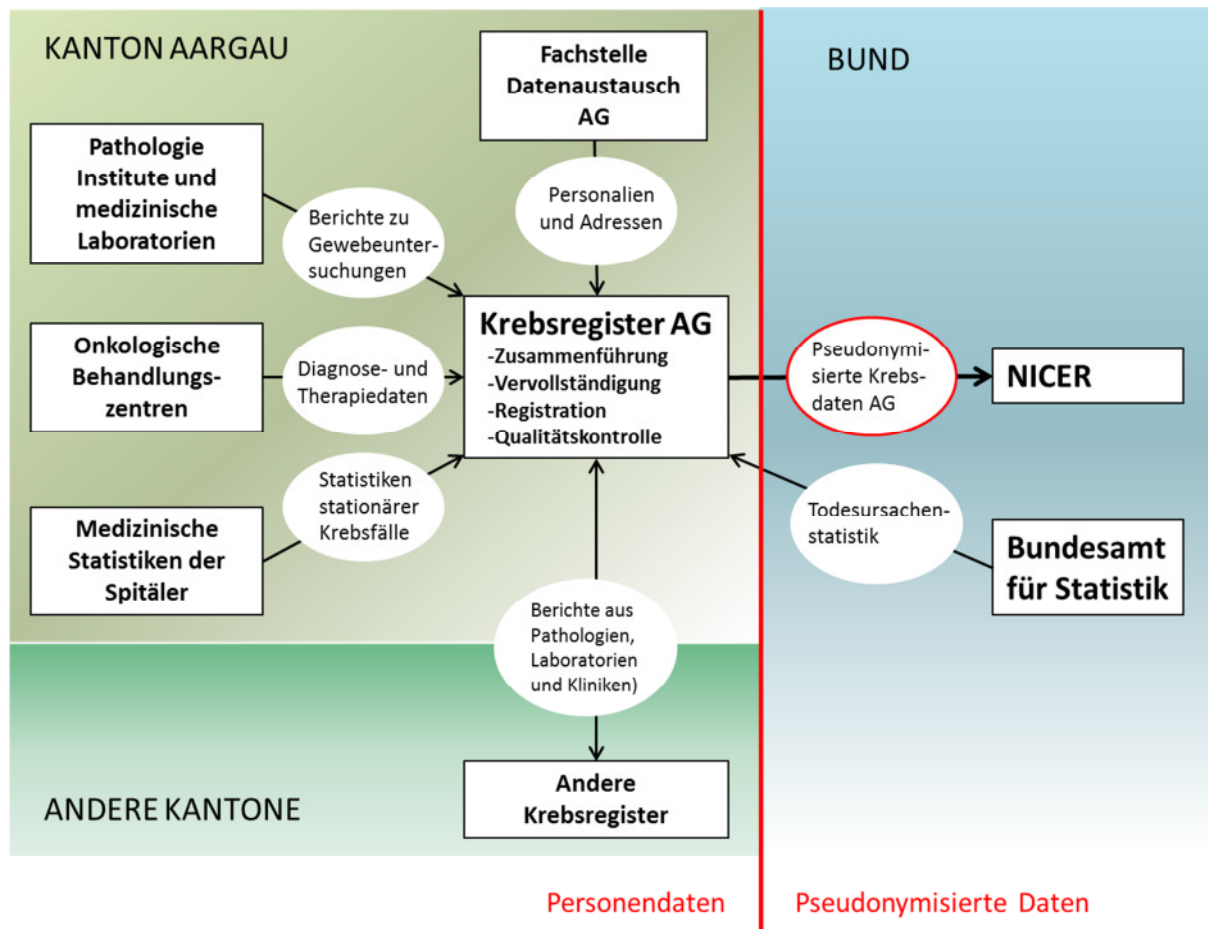 KANTON AARGAU
Fachstelle
Datenaustausch
AG
BUND
Pathologie
Institute und
medizinische
Laboratorien
Personalien
und Adressen
Berichte zu
Gewebeunter-
suchungen
Krebsregister AG
-Zusammenführung
-Vervollständigung
-Registration
-Qualitätskontrolle
Onkologische
Behandlungs-
zentren
Diagnose- und
Therapiedaten
Pseudonymi-
sierte Krebs-
daten AG
NICER
Statistiken
stationärer
Krebsfälle
Todesursachen-
statistik
Medizinische
Statistiken der
Spitäler
Bundesamt
für Statistik
Berichte aus
Pathologien,
Laboratorien
und Kliniken)
Andere
Krebsregister
ANDERE KANTONE
Personendaten
Pseudonymisierte Daten